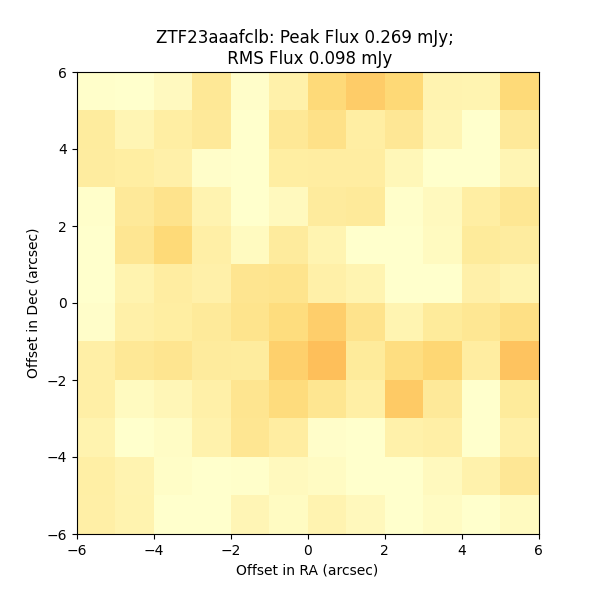 ZTF23aaafclb: Peak Flux 0.269 mJy;
RMS Flux 0.098 mJy
6
4
2
0
−2
−4
−6
Offset in Dec (arcsec)
−6 −4 −2 0 2 4 6
Offset in RA (arcsec)